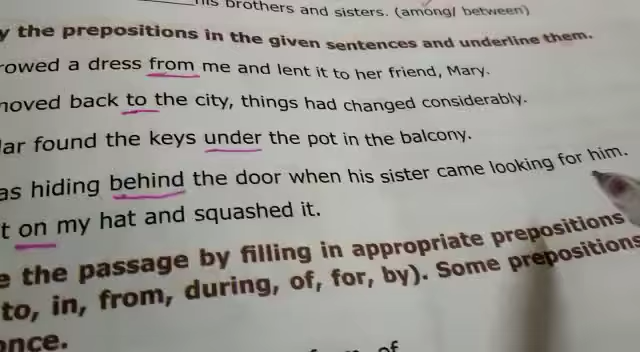 his brothers and sisters. (among/ between)
y the prepositions in the given sentences and underline them.
rowed a dress from me and lent it to her friend, Mary.
moved back to the city, things had changed considerably.
ar found the keys under the pot in the balcony.
as hiding behind the door when his sister came looking for him.
t on my hat and squashed it.
e the passage by filling in appropriate prepositions
to, in, from, during, of, for, by). Some prepositions
once.
of